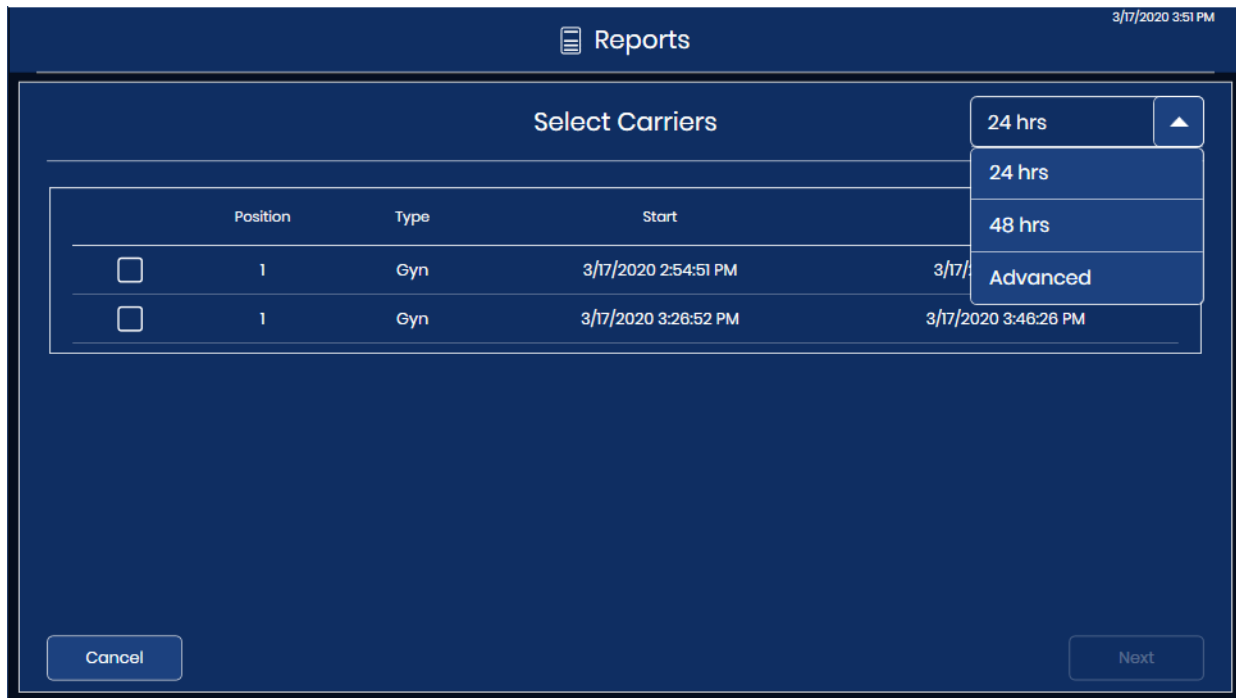 3/17/2020 3:51 PM
Reports
Select Carriers
24 hrs
24 hrs
48 hrs
Advanced
Position Type Start
1 Gyn 3/17/2020 2:54:51 PM 3/17/
1 Gyn 3/17/2020 3:26:52 PM 3/17/2020 3:46:26 PM
Cancel Next